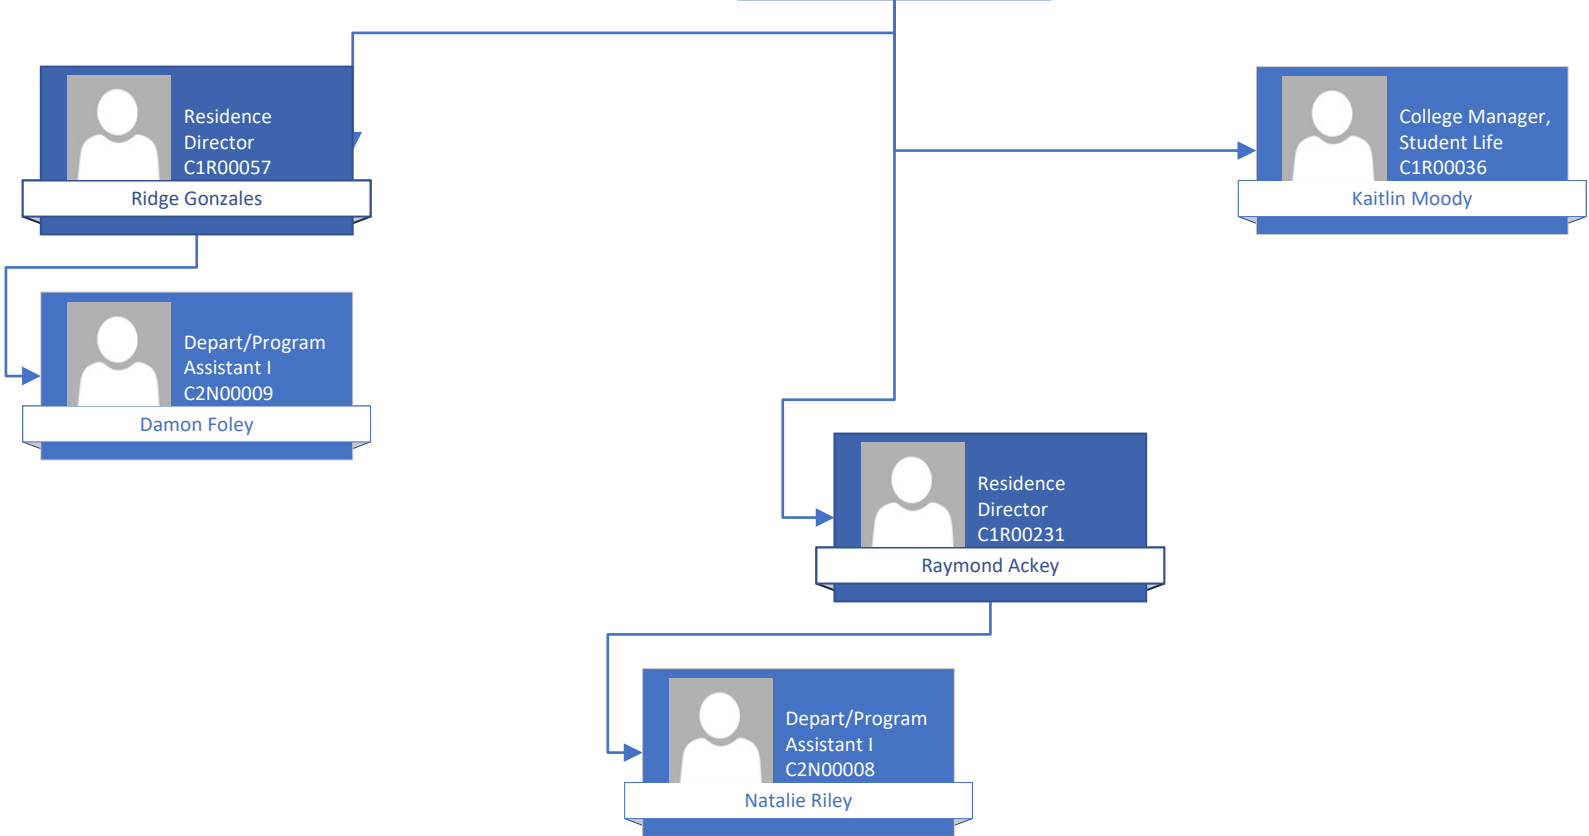 Residence
Director
C1R00057
Ridge Gonzales
College Manager,
Student Life
C1R00036
Kaitlin Moody
Depart/Program
Assistant I
C2N00009
Damon Foley
Residence
Director
C1R00231
Raymond Ackey
Depart/Program
Assistant I
C2N00008
Natalie Riley